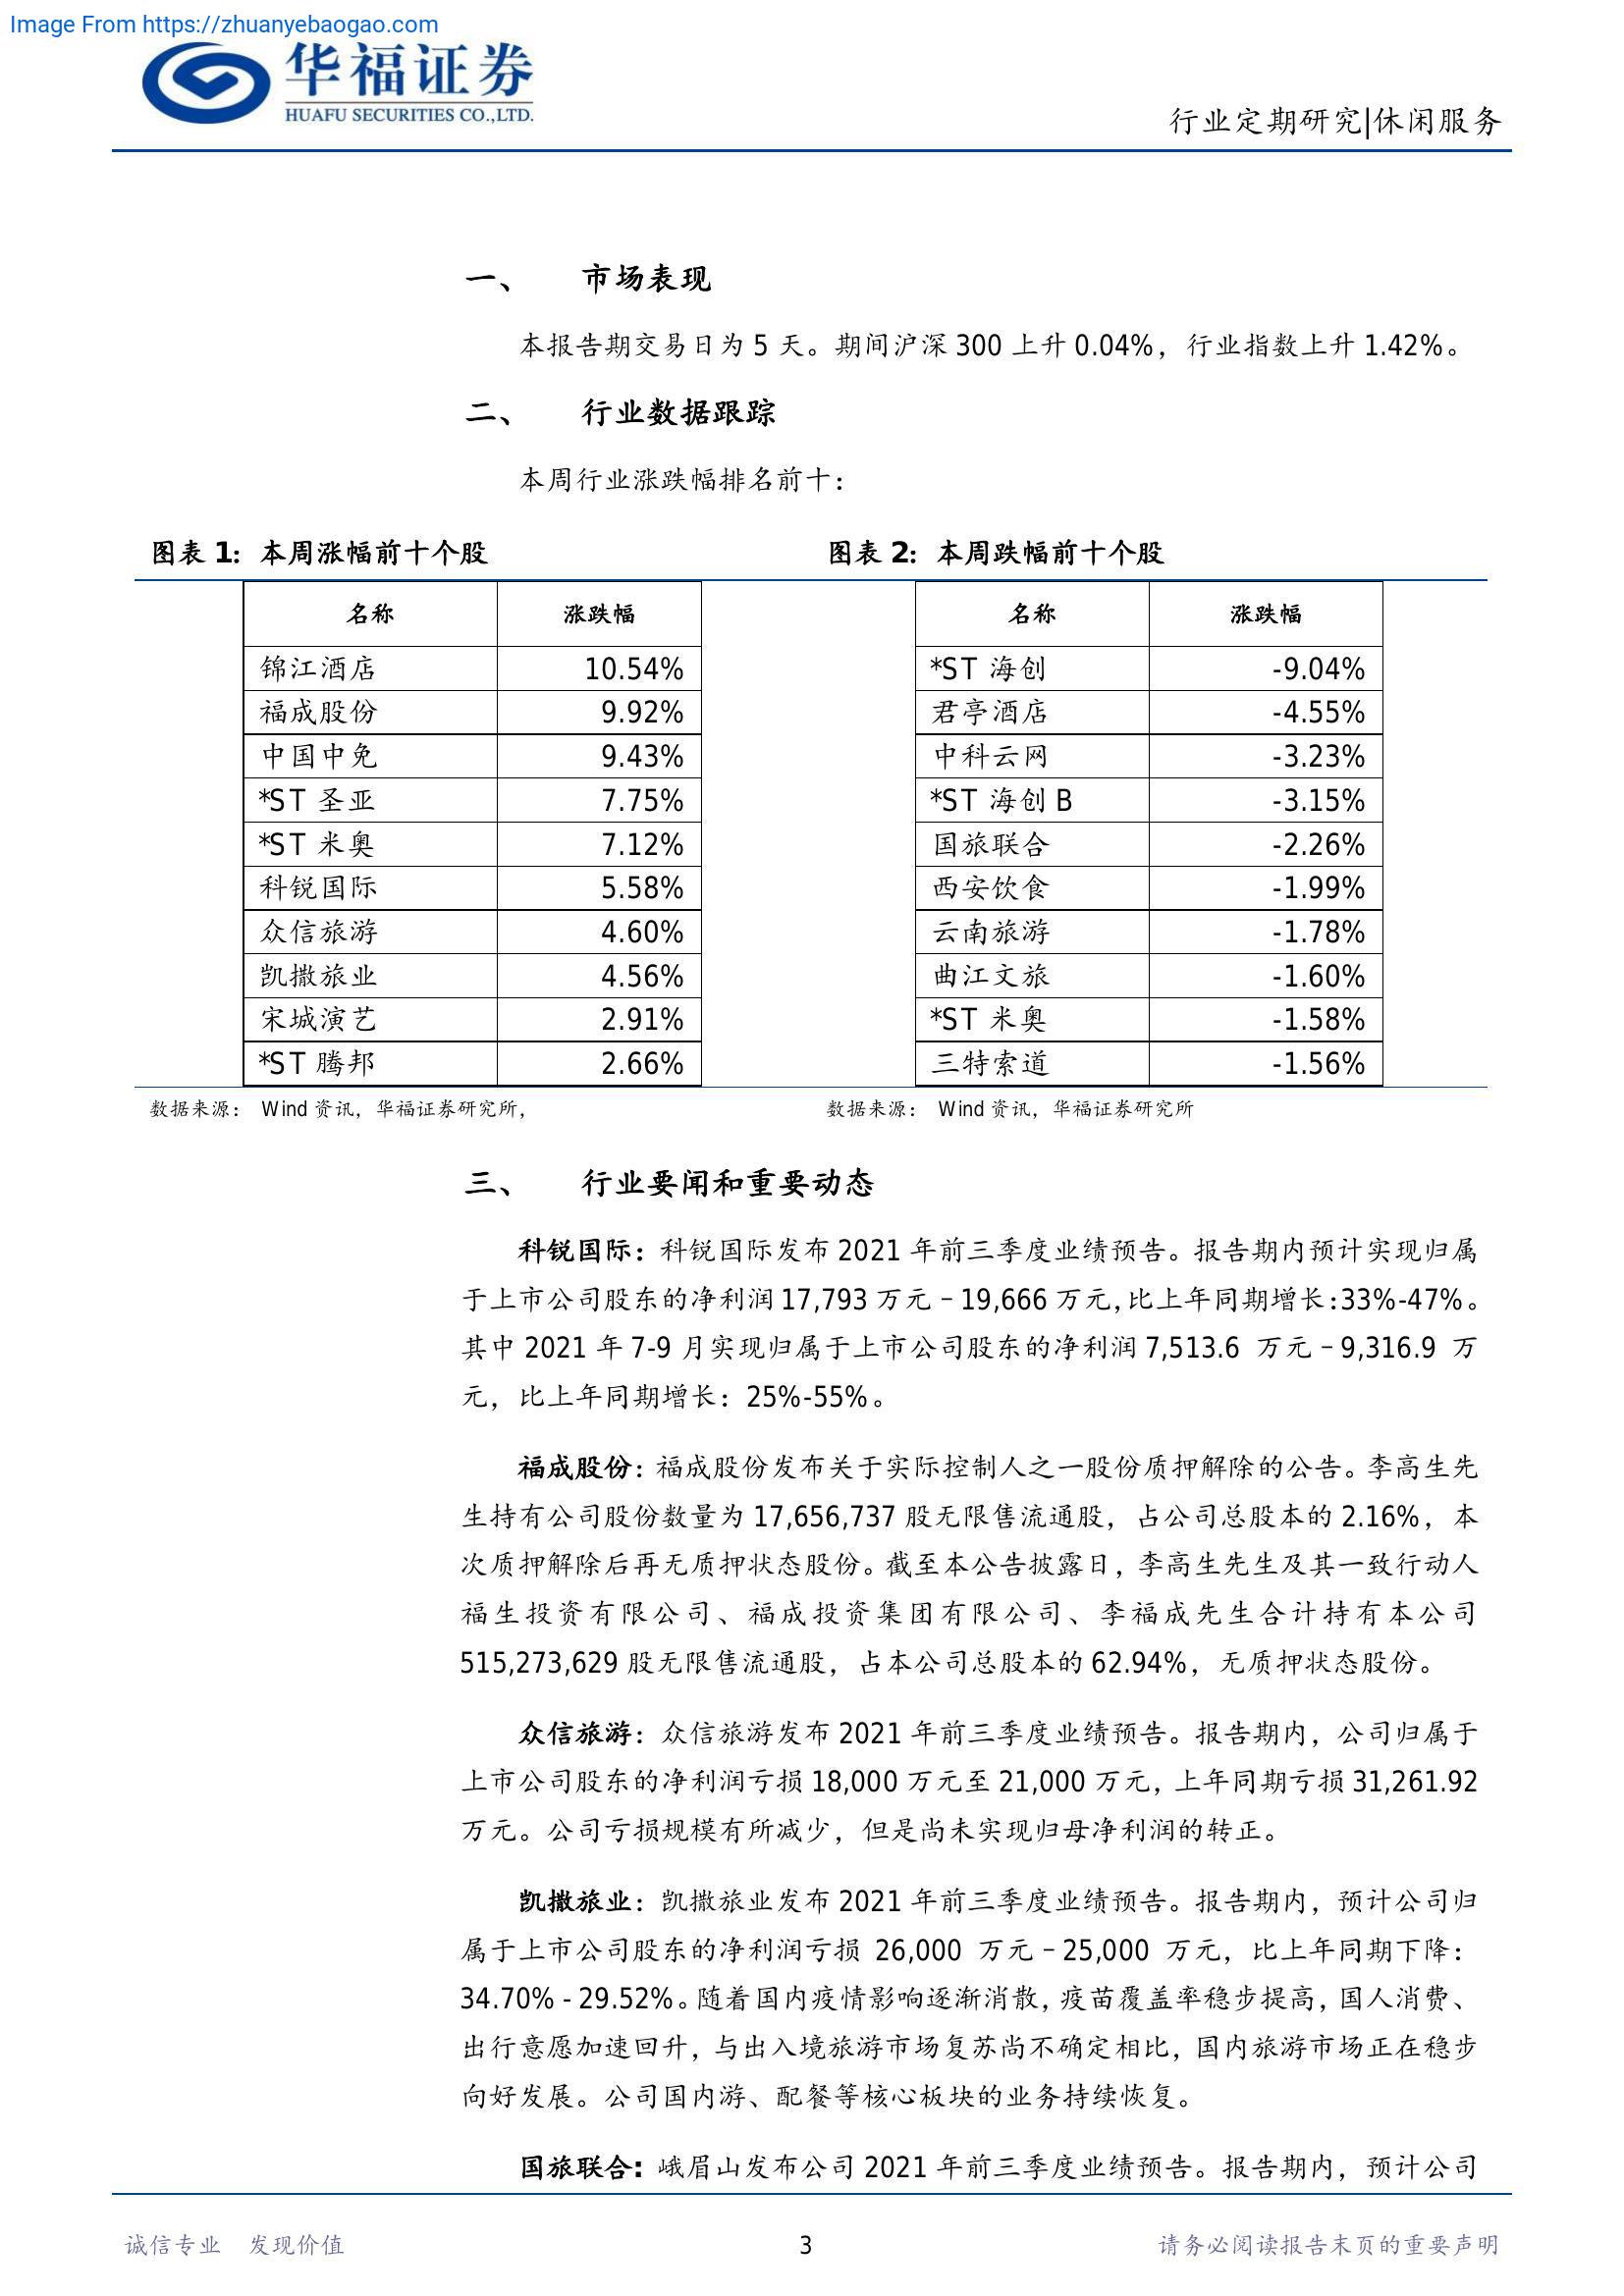 Image From https://zhuanyebaogao.com
华福证券
HUAFU SECURITIES CO.,LTD.
行业定期研究|休闲服务
一、 市场表现
本报告期交易日为 5 天。期间沪深 300 上升 0.04%，行业指数上升 1.42%。
二、 行业数据跟踪
本周行业涨跌幅排名前十：
图表 1：本周涨幅前十个股
名称 涨跌幅
锦江酒店 10.54%
福成股份 9.92%
中国中免 9.43%
*ST 圣亚 7.75%
*ST 米奥 7.12%
科锐国际 5.58%
众信旅游 4.60%
凯撒旅业 4.56%
宋城演艺 2.91%
*ST 腾邦 2.66%
数据来源： Wind 资讯，华福证券研究所，
图表 2：本周跌幅前十个股
名称 涨跌幅
*ST 海创 -9.04%
君亭酒店 -4.55%
中科云网 -3.23%
*ST 海创 B -3.15%
国旅联合 -2.26%
西安饮食 -1.99%
云南旅游 -1.78%
曲江文旅 -1.60%
*ST 米奥 -1.58%
三特索道 -1.56%
数据来源： Wind 资讯，华福证券研究所
三、 行业要闻和重要动态
科锐国际：科锐国际发布 2021 年前三季度业绩预告。报告期内预计实现归属
于上市公司股东的净利润 17,793 万元－19,666 万元,比上年同期增长:33%-47%。
其中 2021 年 7-9 月实现归属于上市公司股东的净利润 7,513.6 万元－9,316.9 万
元，比上年同期增长：25%-55%。
福成股份：福成股份发布关于实际控制人之一股份质押解除的公告。李高生先
生持有公司股份数量为 17,656,737 股无限售流通股，占公司总股本的 2.16%，本
次质押解除后再无质押状态股份。截至本公告披露日，李高生先生及其一致行动人
福生投资有限公司、福成投资集团有限公司、李福成先生合计持有本公司
515,273,629 股无限售流通股，占本公司总股本的 62.94%，无质押状态股份。
众信旅游：众信旅游发布 2021 年前三季度业绩预告。报告期内，公司归属于
上市公司股东的净利润亏损 18,000 万元至 21,000 万元，上年同期亏损 31,261.92
万元。公司亏损规模有所减少，但是尚未实现归母净利润的转正。
凯撒旅业：凯撒旅业发布 2021 年前三季度业绩预告。报告期内，预计公司归
属于上市公司股东的净利润亏损 26,000 万元－25,000 万元，比上年同期下降：
34.70% - 29.52%。随着国内疫情影响逐渐消散，疫苗覆盖率稳步提高，国人消费、
出行意愿加速回升，与出入境旅游市场复苏尚不确定相比，国内旅游市场正在稳步
向好发展。公司国内游、配餐等核心板块的业务持续恢复。
国旅联合: 峨眉山发布公司 2021 年前三季度业绩预告。报告期内，预计公司
诚信专业 发现价值
3
请务必阅读报告末页的重要声明